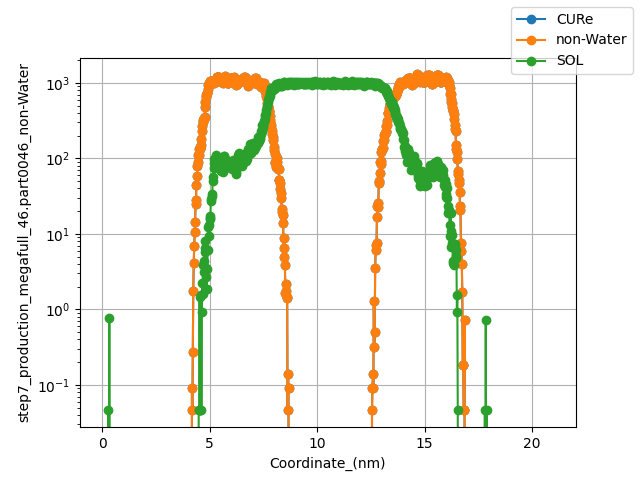 CURe
non-Water
SOL
step7_production_megafull_46.part0046_non-Water
10³
10²
10¹
10⁰
10⁻¹
0 5 10 15 20
Coordinate_(nm)